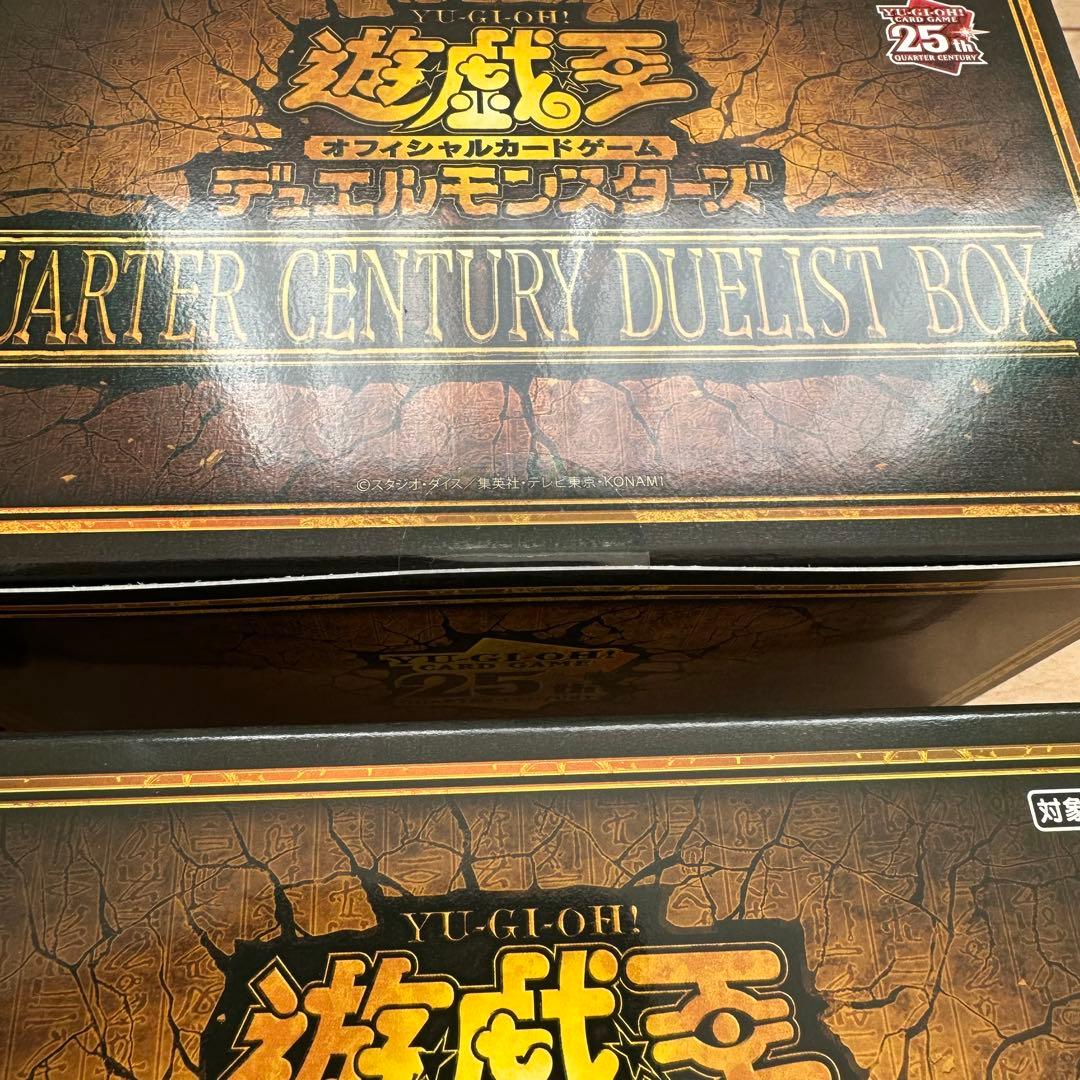 YU-GI-OH!
遊戯王
オフィシャルカードゲーム
デュエルモンスターズ
YU-GI-OH!
CARD GAME
25th
QUARTER CENTURY
UARTER CENTURY DUELIST BOX
©スタジオ・ダイス／集英社・テレビ東京・KONAMI
YU-GI-OH!
CARD GAME
25th
対象
YU-GI-OH!
遊戯王